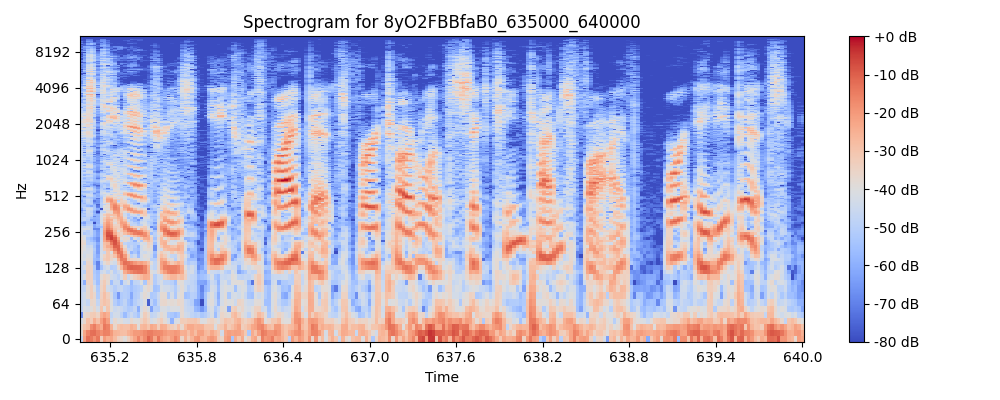 Spectrogram for 8yO2FBBfaB0_635000_640000
Hz
8192
4096
2048
1024
512
256
128
64
0
635.2 635.8 636.4 637.0 637.6 638.2 638.8 639.4 640.0
Time
+0 dB
-10 dB
-20 dB
-30 dB
-40 dB
-50 dB
-60 dB
-70 dB
-80 dB